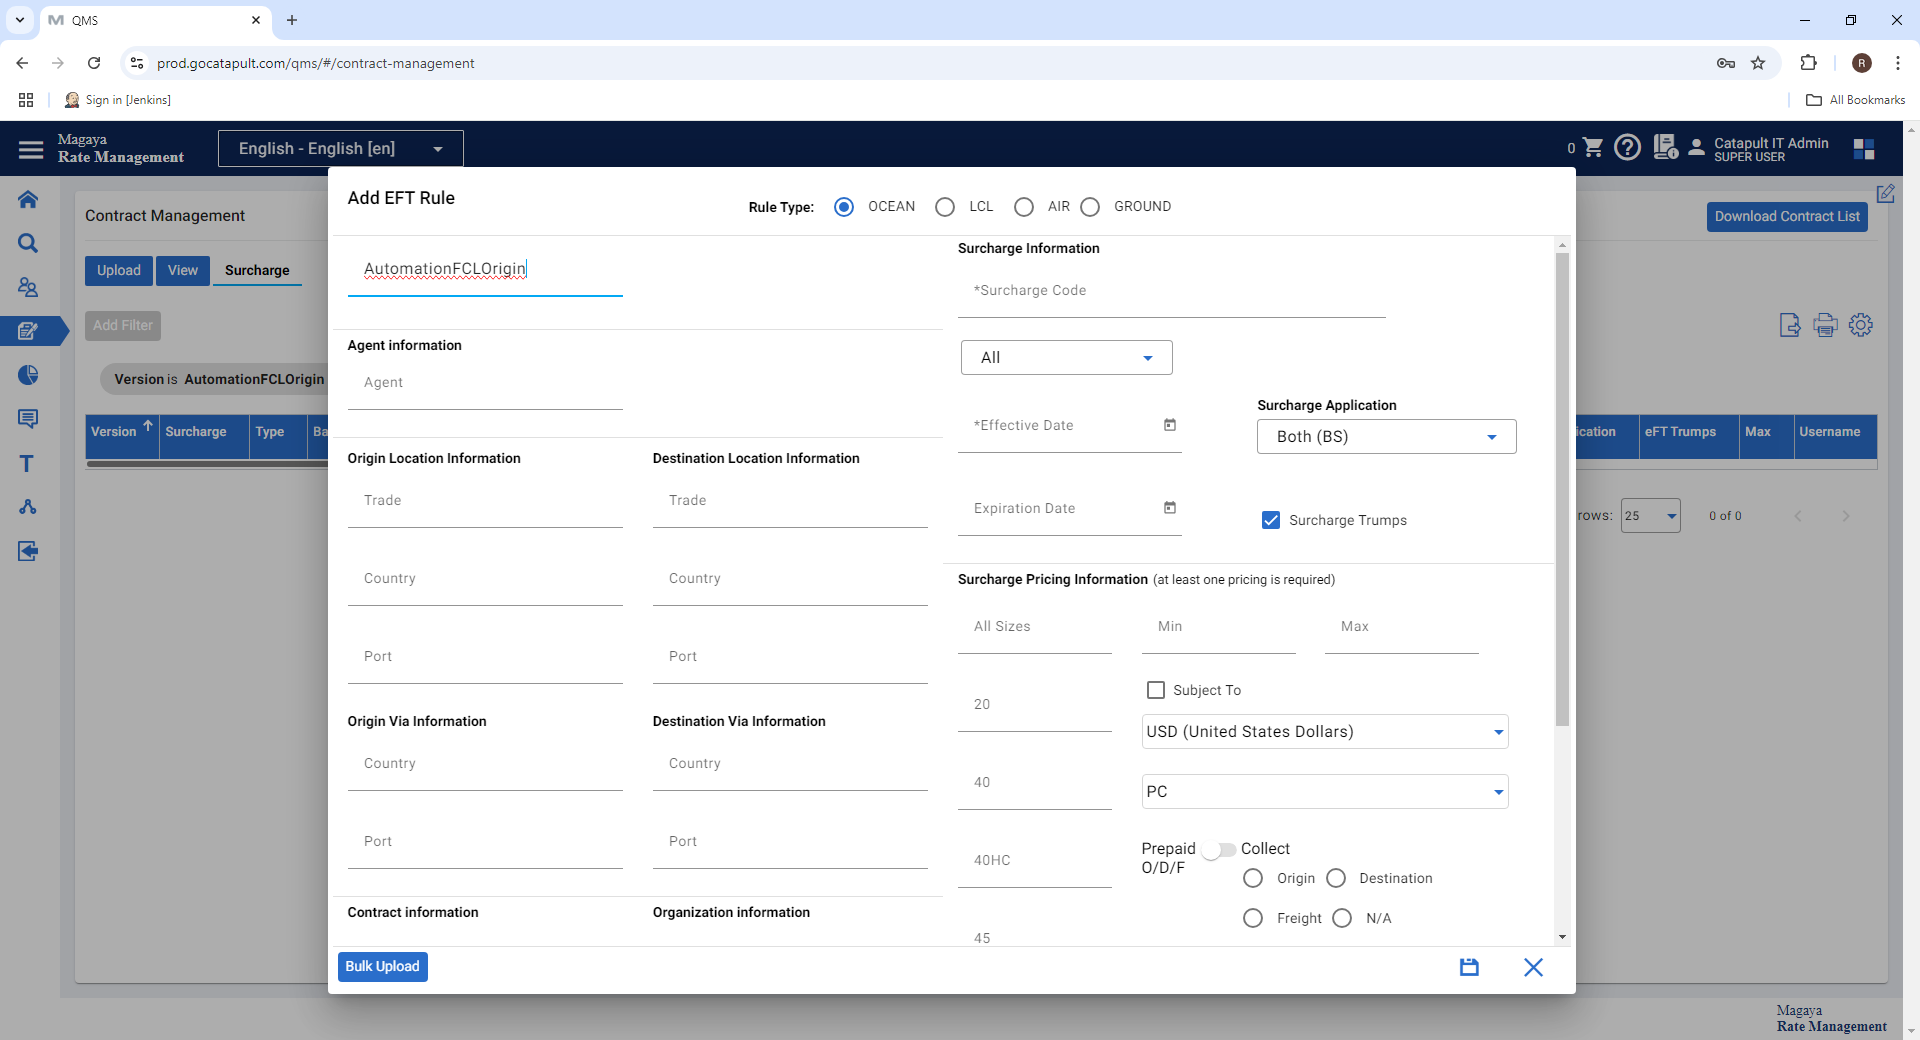 QMS
prod.gocatapult.com/qms/#/contract-management
R
Sign in [Jenkins]
All Bookmarks
Magaya
Rate Management
English - English [en]
0
Catapult IT Admin
SUPER USER
Contract Management
Download Contract List
Upload
View
Surcharge
Add Filter
Version is AutomationFCLOrigin
Version
Surcharge
Type
Ba
ication
eFT Trumps
Max
Username
rows:
25
0 of 0
Add EFT Rule
Rule Type:
OCEAN
LCL
AIR
GROUND
AutomationFCLOrigin
Agent information
Agent
Origin Location Information
Destination Location Information
Trade
Trade
Country
Country
Port
Port
Origin Via Information
Destination Via Information
Country
Country
Port
Port
Contract information
Organization information
Surcharge Information
*Surcharge Code
All
*Effective Date
Surcharge Application
Both (BS)
Expiration Date
Surcharge Trumps
Surcharge Pricing Information (at least one pricing is required)
All Sizes
Min
Max
20
Subject To
USD (United States Dollars)
40
PC
40HC
Prepaid
Collect
O/D/F
Origin
Destination
Freight
N/A
45
Bulk Upload
Magaya
Rate Management